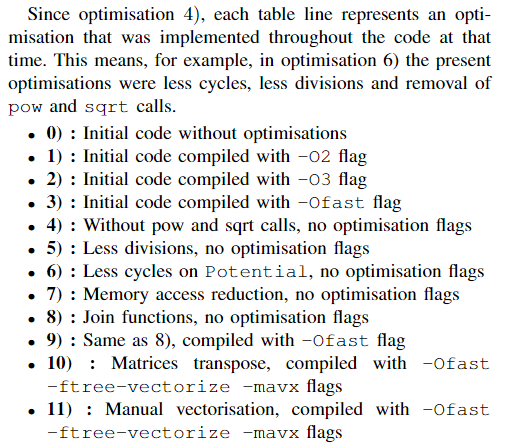 Since optimisation 4), each table line represents an opti-
misation that was implemented throughout the code at that
time. This means, for example, in optimisation 6) the present
optimisations were less cycles, less divisions and removal of
pow and sqrt calls.
• 0) : Initial code without optimisations
• 1) : Initial code compiled with -O2 flag
• 2) : Initial code compiled with -O3 flag
• 3) : Initial code compiled with -Ofast flag
• 4) : Without pow and sqrt calls, no optimisation flags
• 5) : Less divisions, no optimisation flags
• 6) : Less cycles on Potential, no optimisation flags
• 7) : Memory access reduction, no optimisation flags
• 8) : Join functions, no optimisation flags
• 9) : Same as 8), compiled with -Ofast flag
• 10) : Matrices transpose, compiled with -Ofast
-ftree-vectorize -mavx flags
• 11) : Manual vectorisation, compiled with -Ofast
-ftree-vectorize -mavx flags